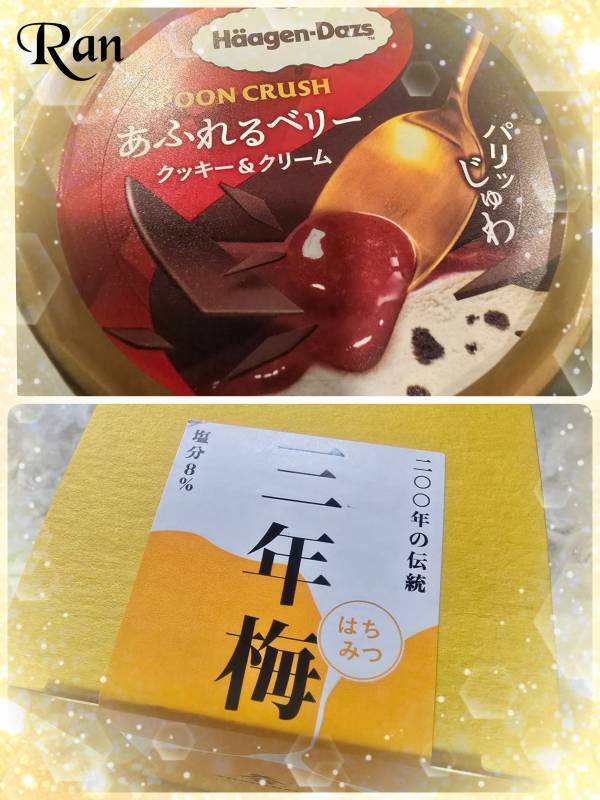 Ran
Häagen-Dazs™
SPOON CRUSH
あふれるベリー
クッキー&クリーム
パリッ
じゅわ
二〇〇年の伝統
三年梅
塩分8%
はち
みつ